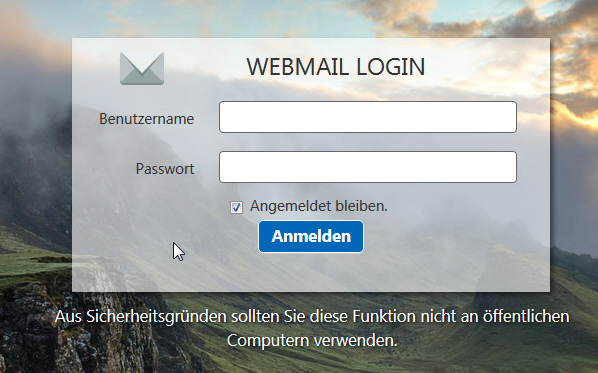 WEBMAIL LOGIN
Benutzername
Passwort
Angemeldet bleiben.
Anmelden
Aus Sicherheitsgründen sollten Sie diese Funktion nicht an öffentlichen
Computern verwenden.